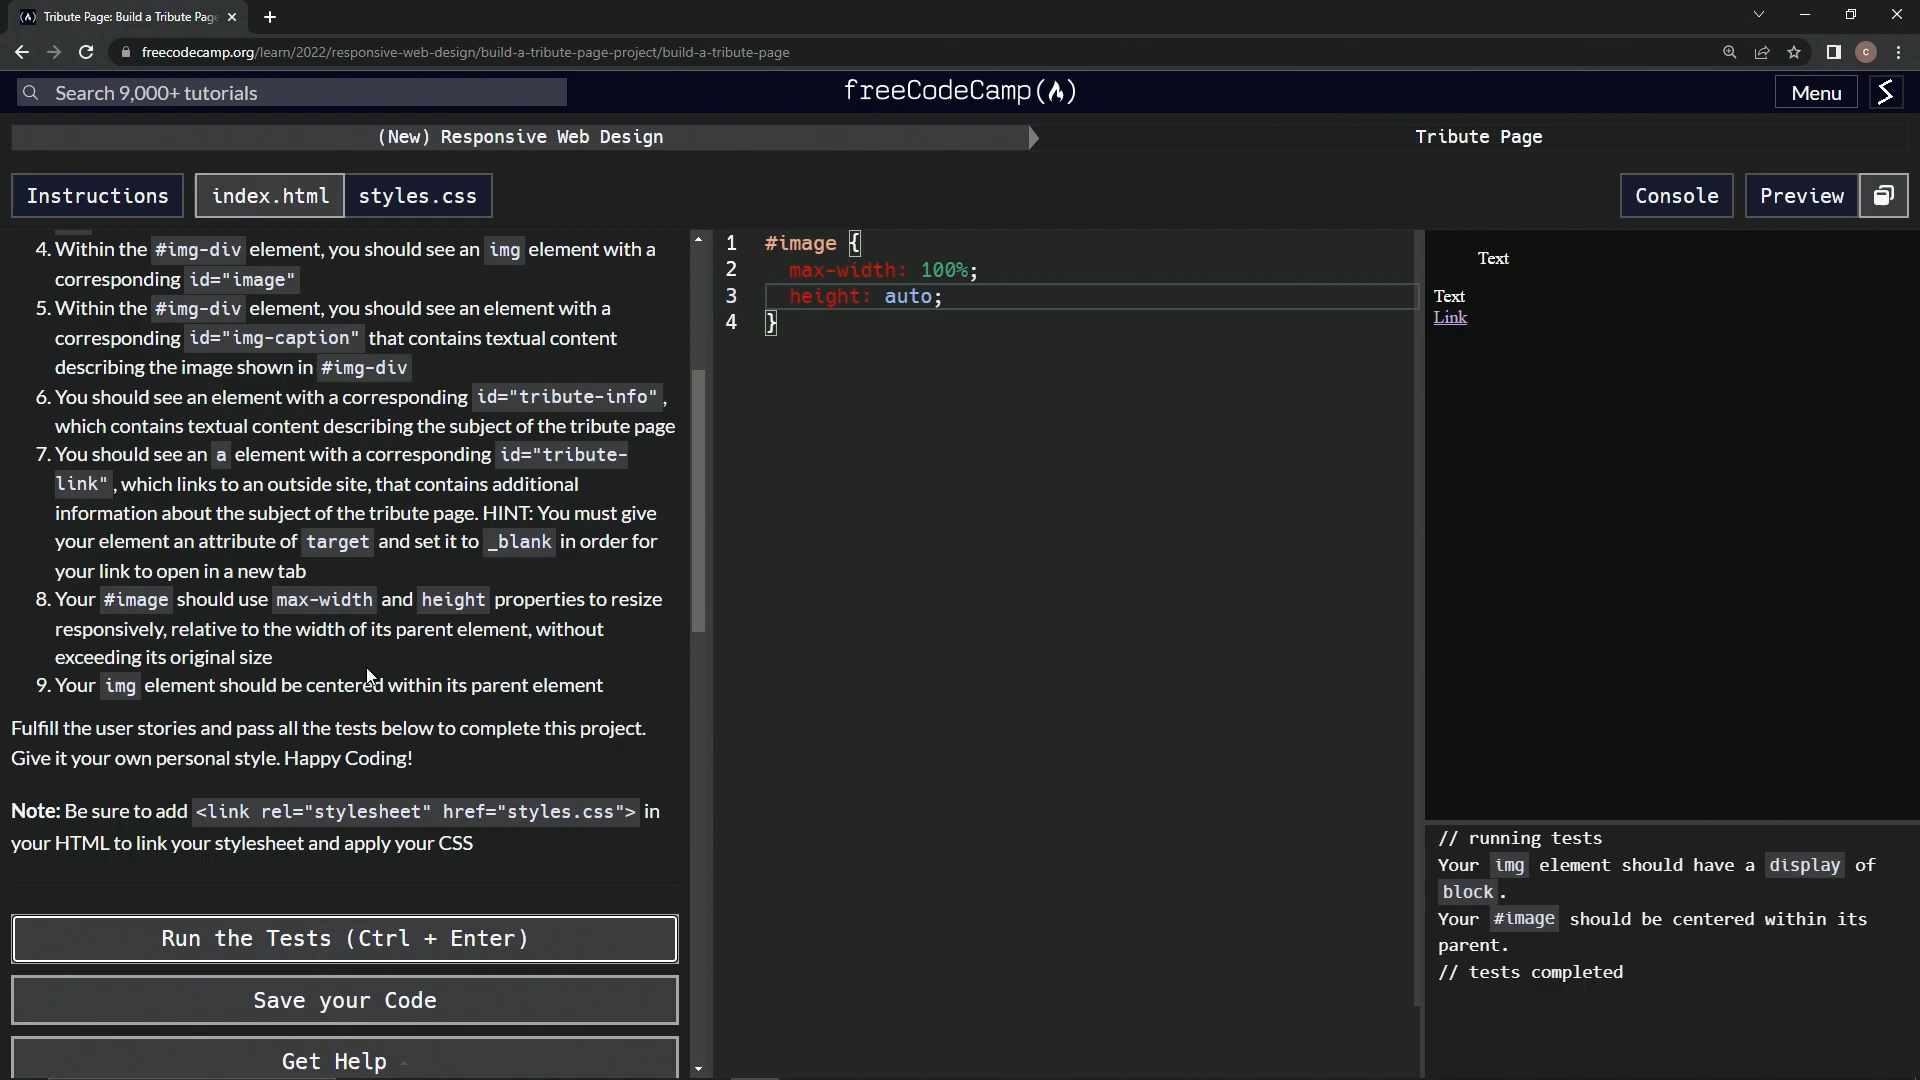 Tribute Page: Build a Tribute Page
freecodecamp.org/learn/2022/responsive-web-design/build-a-tribute-page-project/build-a-tribute-page
C
Search 9,000+ tutorials
freeCodeCamp
Menu
(New) Responsive Web Design
Tribute Page
Instructions
index.html
styles.css
Console
Preview
4. Within the #img-div element, you should see an img element with a
corresponding id="image"
5. Within the #img-div element, you should see an element with a
corresponding id="img-caption" that contains textual content
describing the image shown in #img-div
6. You should see an element with a corresponding id="tribute-info",
which contains textual content describing the subject of the tribute page
7. You should see an a element with a corresponding id="tribute-
link", which links to an outside site, that contains additional
information about the subject of the tribute page. HINT: You must give
your element an attribute of target and set it to _blank in order for
your link to open in a new tab
8. Your #image should use max-width and height properties to resize
responsively, relative to the width of its parent element, without
exceeding its original size
9. Your img element should be centered within its parent element
Fulfill the user stories and pass all the tests below to complete this project.
Give it your own personal style. Happy Coding!
Note: Be sure to add <link rel="stylesheet" href="styles.css"> in
your HTML to link your stylesheet and apply your CSS
Run the Tests (Ctrl + Enter)
Save your Code
Get Help
1 #image {
2 max-width: 100%;
3 height: auto;
4 }
Text
Text
Link
// running tests
Your img element should have a display of
block.
Your #image should be centered within its
parent.
// tests completed